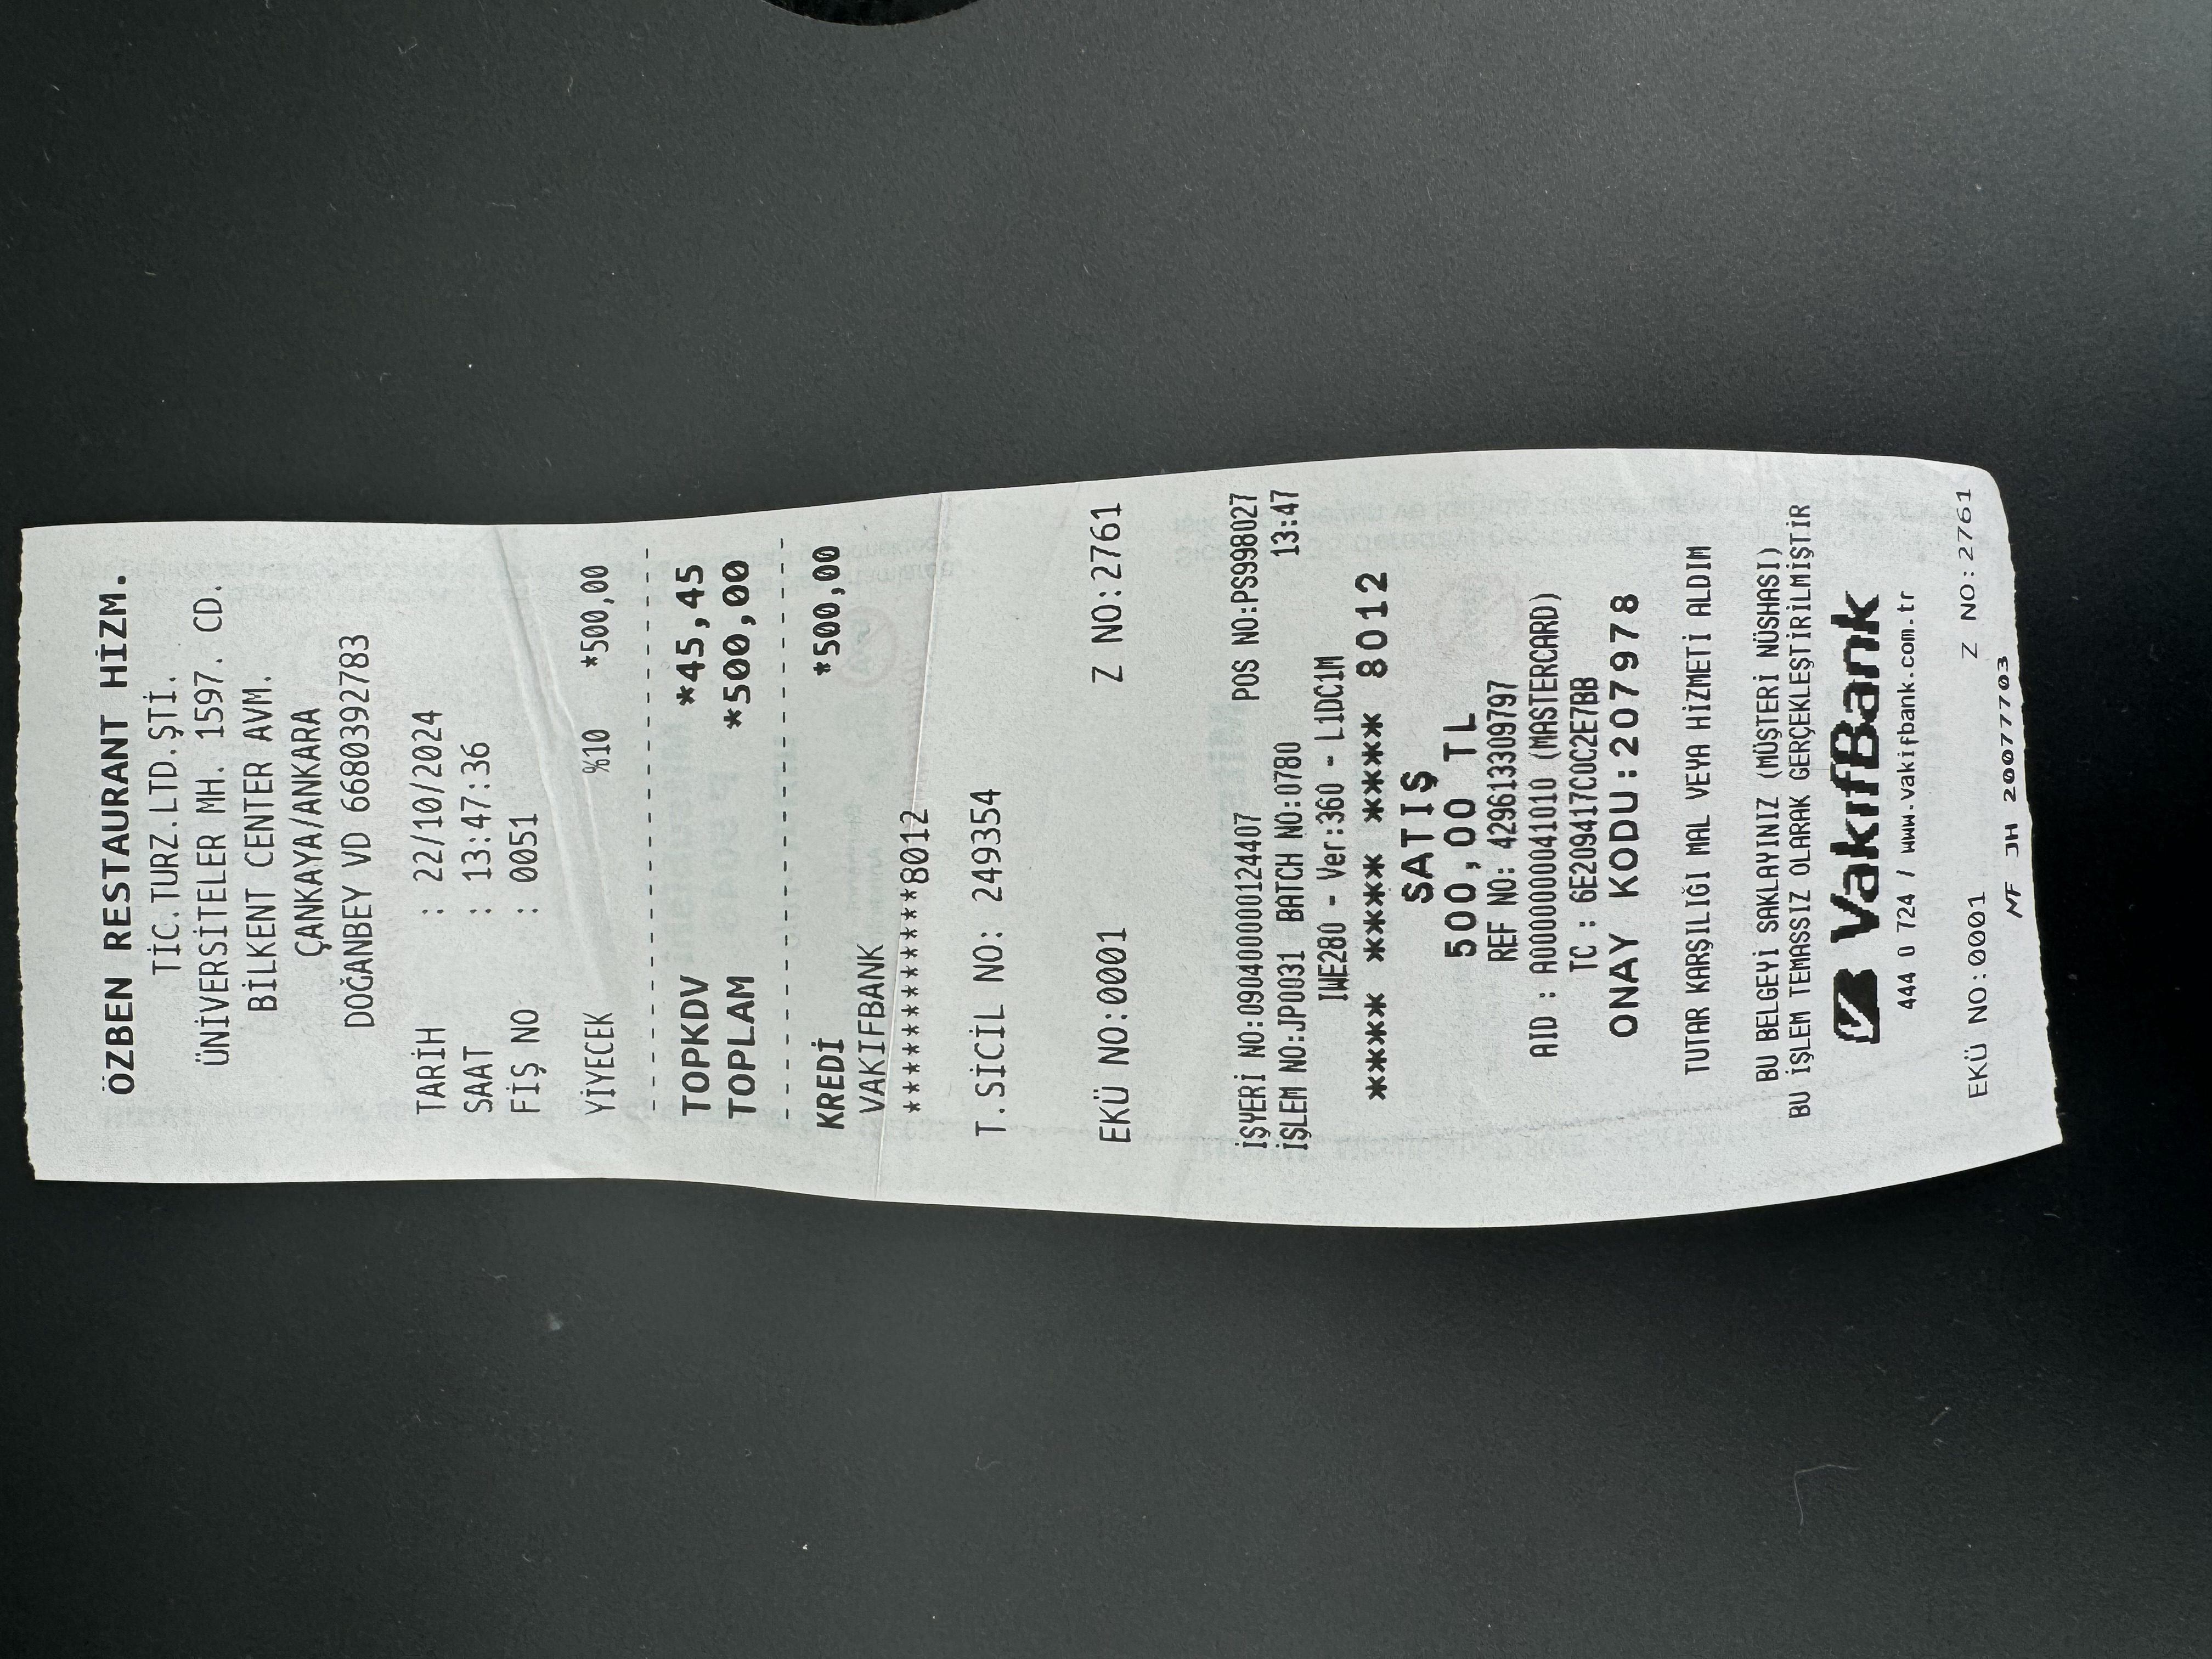 ÖZBEN RESTAURANT HİZM.
TİC.TURZ.LTD.ŞTİ.
ÜNİVERSİTELER MH. 1597. CD.
BİLKENT CENTER AVM.
ÇANKAYA/ANKARA
DOĞANBEY VD 6680392783
TARİH : 22/10/2024
SAAT : 13:47:36
FİŞ NO : 0051
YİYECEK %10 *500,00
------------------------
TOPKDV *45,45
TOPLAM *500,00
------------------------
KREDİ *500,00
VAKIFBANK
************8012
T.SİCİL NO: 249354
EKÜ NO:0001 Z NO:2761
İŞYERİ NO:090400000124407 POS NO:PS998027
İŞLEM NO:JP0031 BATCH NO:0780 13:47
IWE280 - Ver:360 - L1DC1M
**** **** **** 8012
SATIŞ
500,00 TL
REF NO: 429613309797
AID : A0000000041010 (MASTERCARD)
TC : 6E209417C0C2E7BB
ONAY KODU:207978
TUTAR KARŞILIĞI MAL VEYA HİZMETİ ALDIM
BU BELGEYİ SAKLAYINIZ (MÜŞTERİ NÜSHASI)
BU İŞLEM TEMASSIZ OLARAK GERÇEKLEŞTİRİLMİŞTİR
VakıfBank
444 0 724 / www.vakifbank.com.tr
EKÜ NO:0001 Z NO:2761
MF JH 20077703